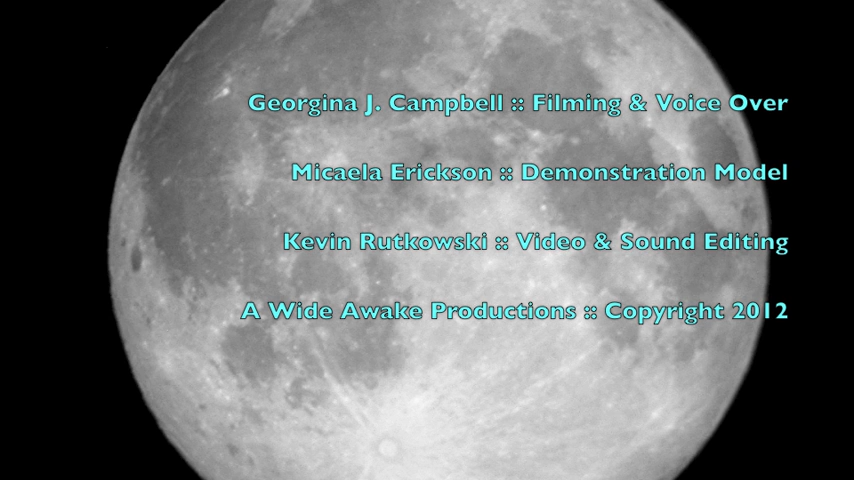 Georgina J. Campbell :: Filming & Voice Over
Micaela Erickson :: Demonstration Model
Kevin Rutkowski :: Video & Sound Editing
A Wide Awake Productions :: Copyright 2012